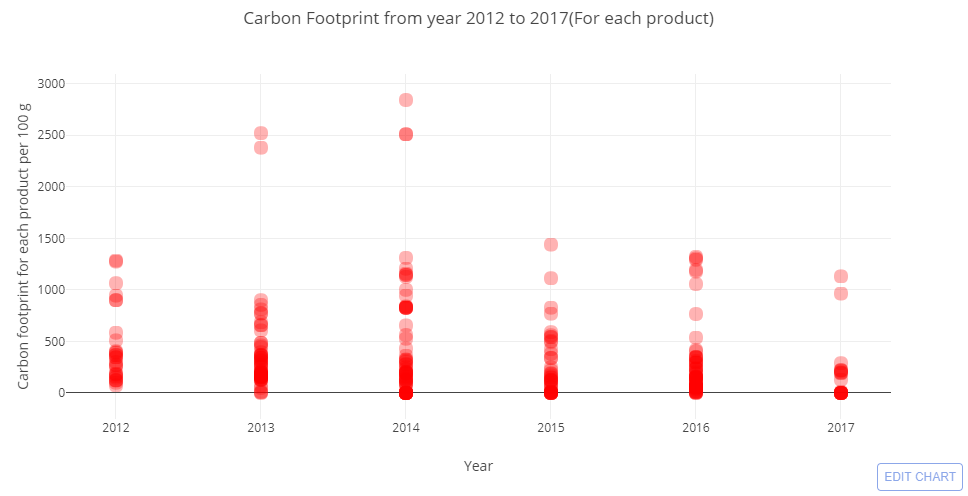 Carbon Footprint from year 2012 to 2017(For each product)
Carbon footprint for each product per 100 g
3000
2500
2000
1500
1000
500
0
2012 2013 2014 2015 2016 2017
Year
EDIT CHART